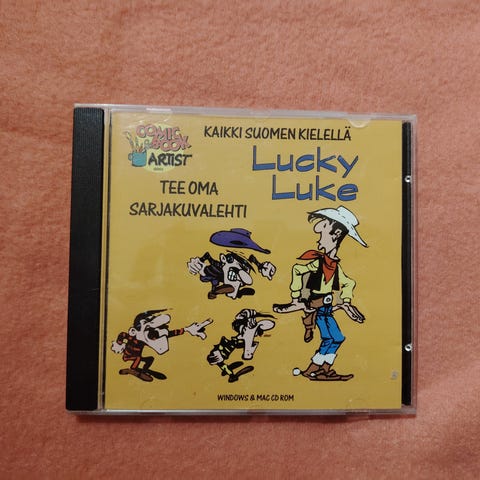 COMIC
BOOK
ARTIST
KAIKKI SUOMEN KIELELLÄ
Lucky
Luke
TEE OMA
SARJAKUVALEHTI
WINDOWS & MAC CD ROM